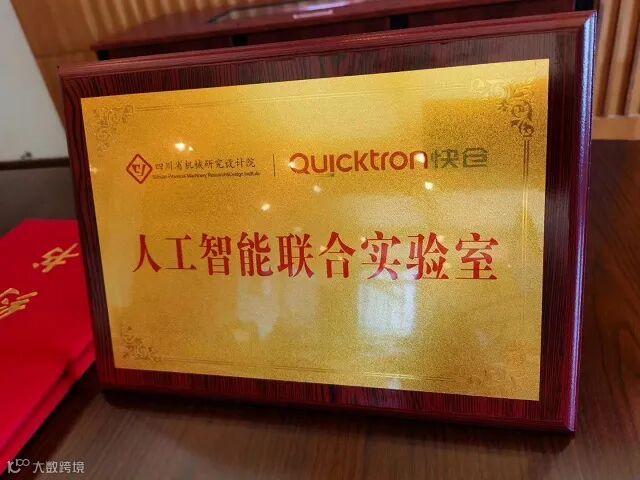 四川省机械研究设计院
Sichuan Provincial Machinery Research&Design Institute
Quicktron快仓
人工智能联合实验室
大数跨境